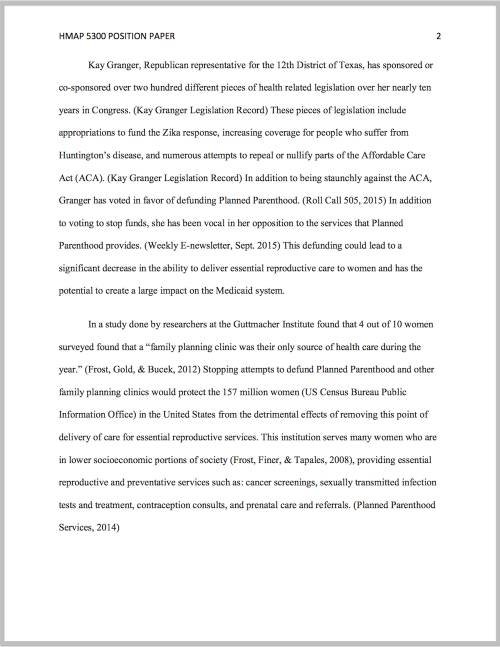 HMAP 5300 POSITION PAPER 2
Kay Granger, Republican representative for the 12th District of Texas, has sponsored or
co-sponsored over two hundred different pieces of health related legislation over her nearly ten
years in Congress. (Kay Granger Legislation Record) These pieces of legislation include
appropriations to fund the Zika response, increasing coverage for people who suffer from
Huntington’s disease, and numerous attempts to repeal or nullify parts of the Affordable Care
Act (ACA). (Kay Granger Legislation Record) In addition to being staunchly against the ACA,
Granger has voted in favor of defunding Planned Parenthood. (Roll Call 505, 2015) In addition
to voting to stop funds, she has been vocal in her opposition to the services that Planned
Parenthood provides. (Weekly E-newsletter, Sept. 2015) This defunding could lead to a
significant decrease in the ability to deliver essential reproductive care to women and has the
potential to create a large impact on the Medicaid system.
In a study done by researchers at the Guttmacher Institute found that 4 out of 10 women
surveyed found that a “family planning clinic was their only source of health care during the
year.” (Frost, Gold, & Bucek, 2012) Stopping attempts to defund Planned Parenthood and other
family planning clinics would protect the 157 million women (US Census Bureau Public
Information Office) in the United States from the detrimental effects of removing this point of
delivery of care for essential reproductive services. This institution serves many women who are
in lower socioeconomic portions of society (Frost, Finer, & Tapales, 2008), providing essential
reproductive and preventative services such as: cancer screenings, sexually transmitted infection
tests and treatment, contraception consults, and prenatal care and referrals. (Planned Parenthood
Services, 2014)